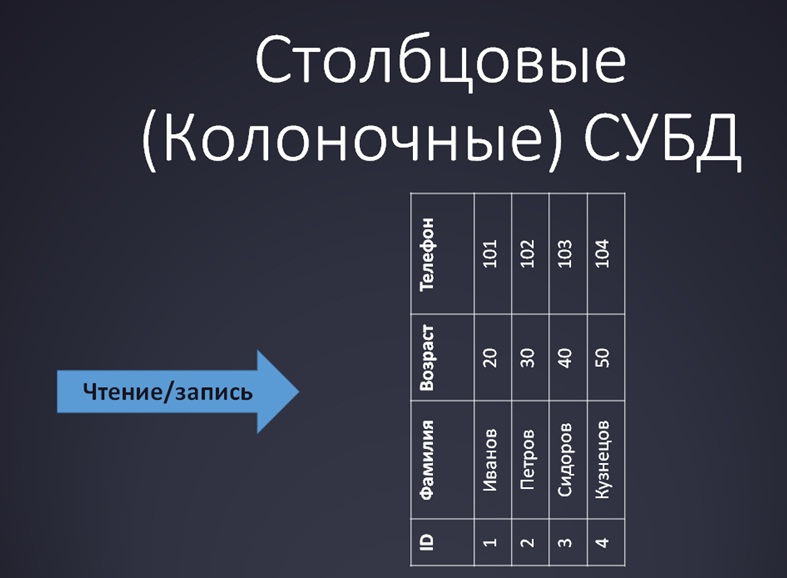 Столбцовые
(Колоночные) СУБД
Чтение/запись
ID Фамилия Возраст Телефон
1 Иванов 20 101
2 Петров 30 102
3 Сидоров 40 103
4 Кузнецов 50 104